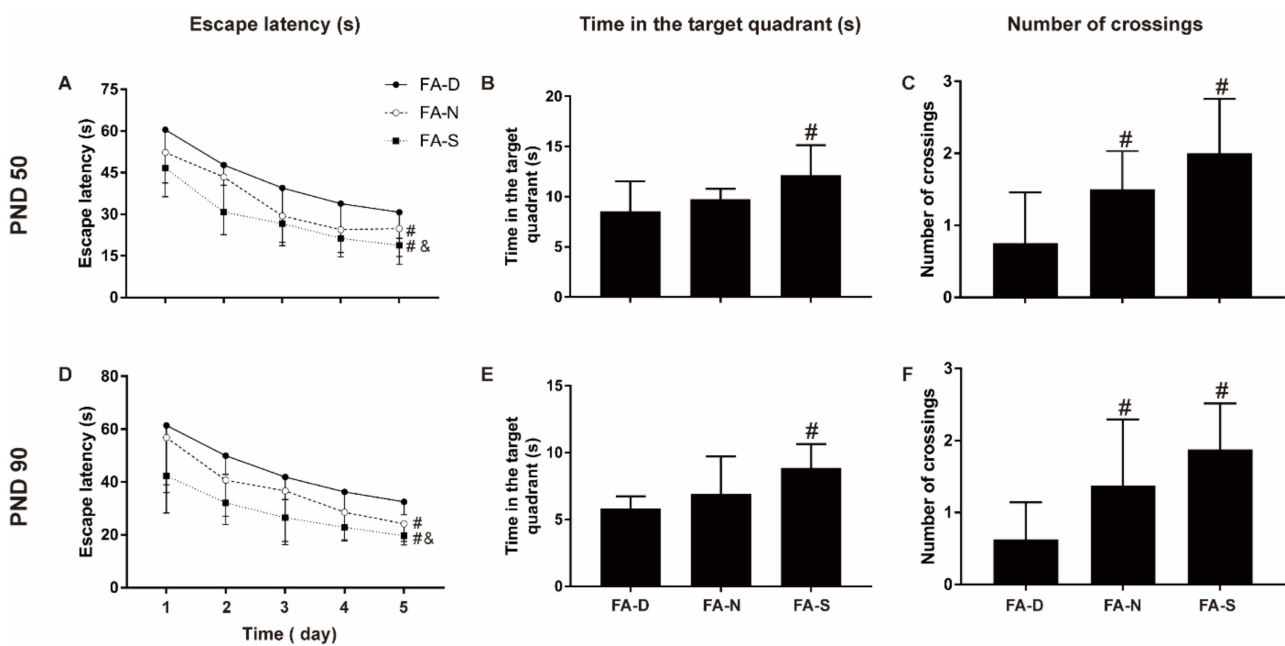 Escape latency (s)
Time in the target quadrant (s)
Number of crossings
PND 50
A
Escape latency (s)
75
60
45
30
15
0
FA-D
FA-N
FA-S
#
# &
B
Time in the target
quadrant (s)
20
15
10
5
0
#
C
Number of crossings
3
2
1
0
#
#
PND 90
D
Escape latency (s)
80
60
40
20
0
#
#&
1 2 3 4 5
Time ( day)
E
Time in the target
quadrant (s)
15
10
5
0
#
FA-D FA-N FA-S
F
Number of crossings
3
2
1
0
#
#
FA-D FA-N FA-S